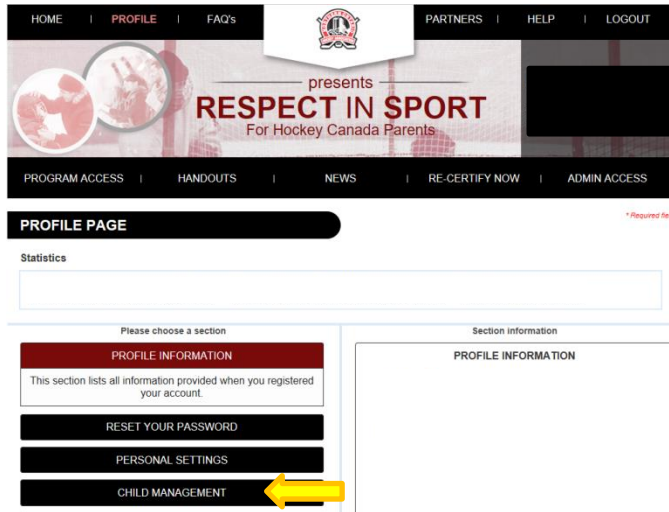 HOME | PROFILE | FAQ's PARTNERS | HELP | LOGOUT
presents
RESPECT IN SPORT
For Hockey Canada Parents
PROGRAM ACCESS | HANDOUTS | NEWS | RE-CERTIFY NOW | ADMIN ACCESS
PROFILE PAGE
* Required fie
Statistics
Please choose a section
Section information
PROFILE INFORMATION
PROFILE INFORMATION
This section lists all information provided when you registered
your account.
RESET YOUR PASSWORD
PERSONAL SETTINGS
CHILD MANAGEMENT